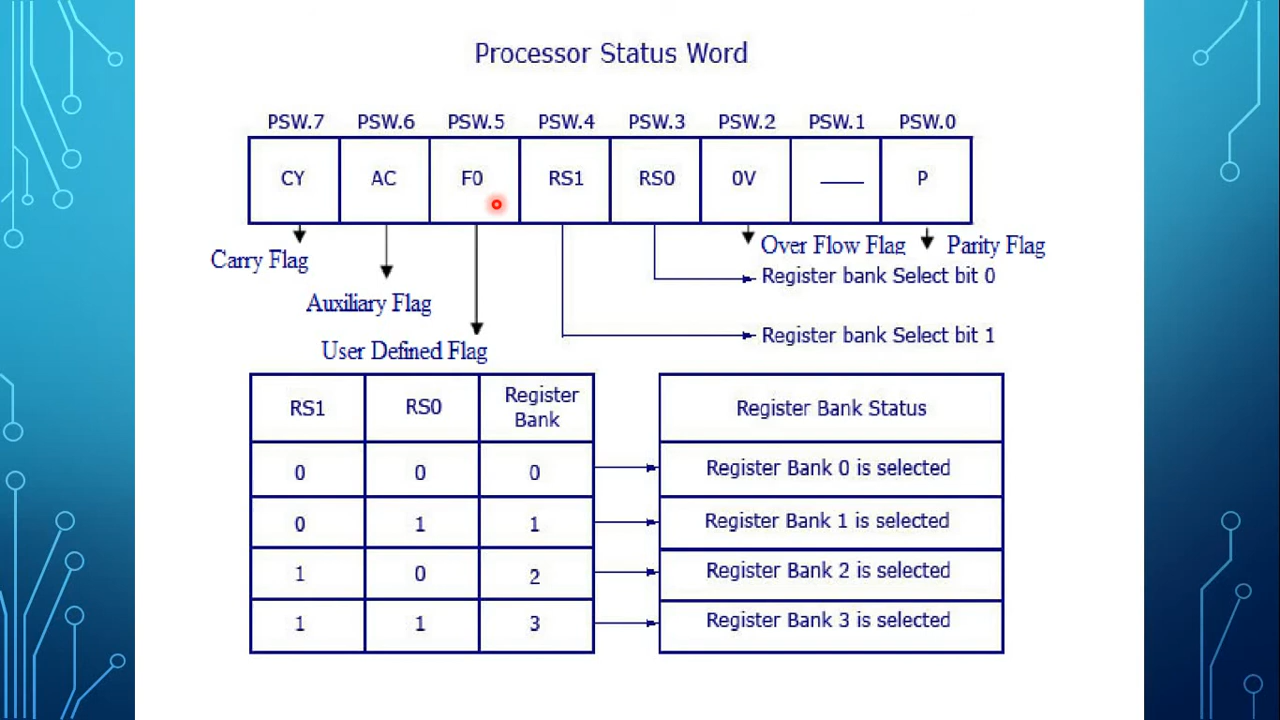 Processor Status Word
PSW.7 PSW.6 PSW.5 PSW.4 PSW.3 PSW.2 PSW.1 PSW.0
CY AC F0 RS1 RS0 0V —— P
Carry Flag
Over Flow Flag
Parity Flag
Register bank Select bit 0
Auxiliary Flag
Register bank Select bit 1
User Defined Flag
RS1 RS0 Register Bank Register Bank Status
0 0 0 Register Bank 0 is selected
0 1 1 Register Bank 1 is selected
1 0 2 Register Bank 2 is selected
1 1 3 Register Bank 3 is selected